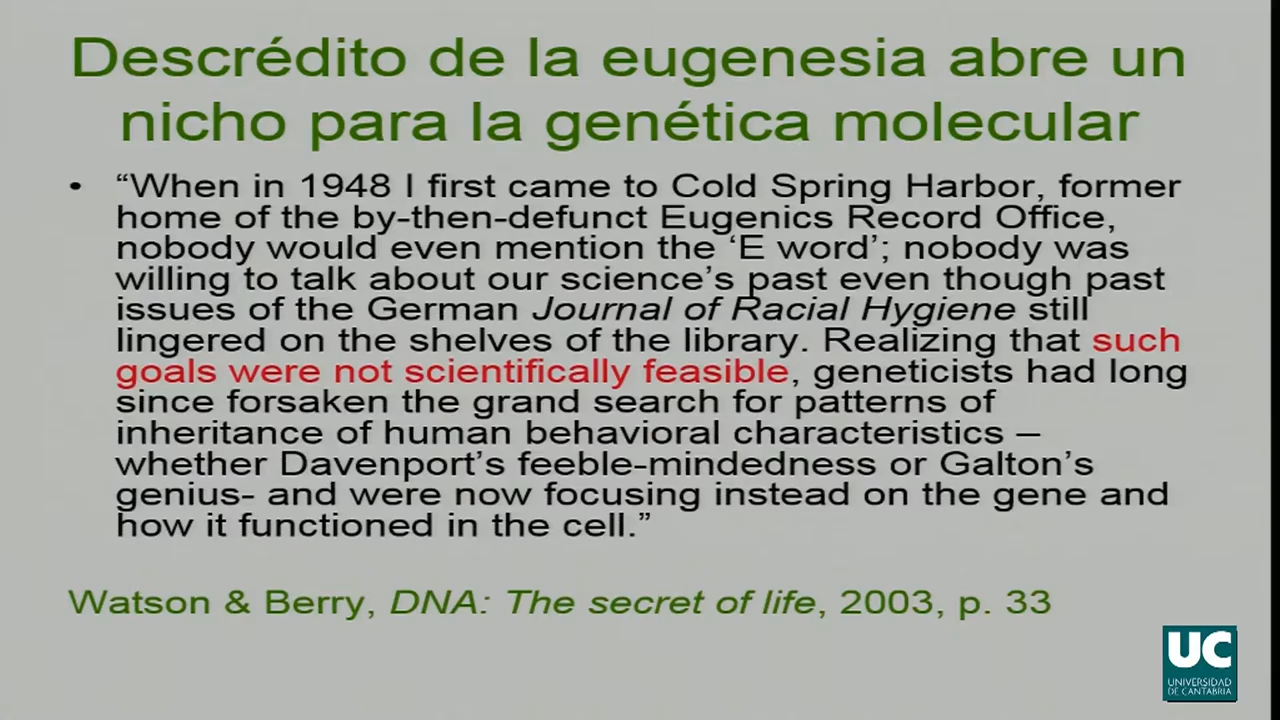 Descrédito de la eugenesia abre un
nicho para la genética molecular
• “When in 1948 I first came to Cold Spring Harbor, former
home of the by-then-defunct Eugenics Record Office,
nobody would even mention the ‘E word’; nobody was
willing to talk about our science’s past even though past
issues of the German Journal of Racial Hygiene still
lingered on the shelves of the library. Realizing that such
goals were not scientifically feasible, geneticists had long
since forsaken the grand search for patterns of
inheritance of human behavioral characteristics –
whether Davenport’s feeble-mindedness or Galton’s
genius- and were now focusing instead on the gene and
how it functioned in the cell.”
Watson & Berry, DNA: The secret of life, 2003, p. 33
UC
UNIVERSIDAD
DE CANTABRIA